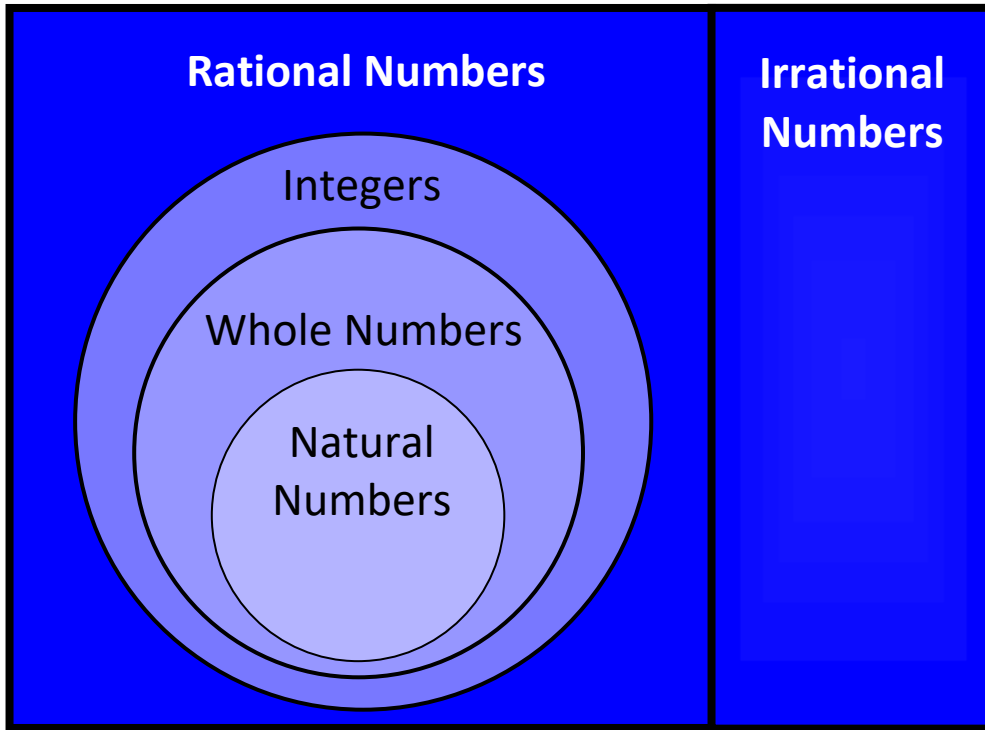 Rational Numbers
Irrational
Numbers
Integers
Whole Numbers
Natural
Numbers